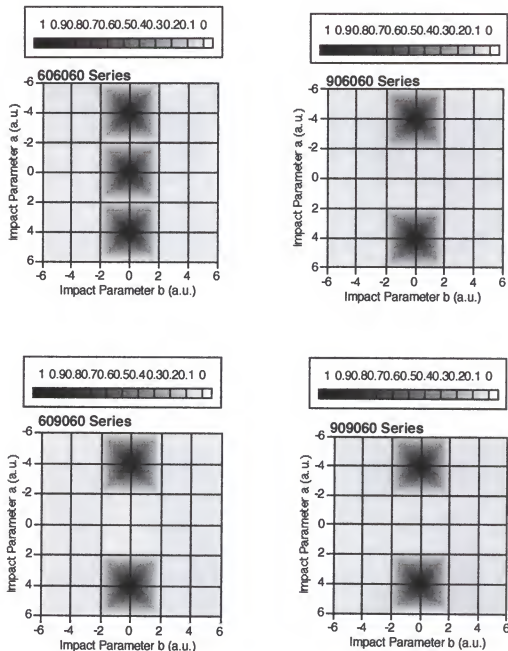 1 0.90.80.70.60.50.40.30.20.1 0
606060 Series
-6
-4
-2
0
2
4
6
Impact Parameter a (a.u.)
-6 -4 -2 0 2 4 6
Impact Parameter b (a.u.)
1 0.90.80.70.60.50.40.30.20.1 0
906060 Series
-6
-4
-2
0
2
4
6
Impact Parameter a (a.u.)
-6 -4 -2 0 2 4 6
Impact Parameter b (a.u.)
1 0.90.80.70.60.50.40.30.20.1 0
609060 Series
-6
-4
-2
0
2
4
6
Impact Parameter a (a.u.)
-6 -4 -2 0 2 4 6
Impact Parameter b (a.u.)
1 0.90.80.70.60.50.40.30.20.1 0
909060 Series
-6
-4
-2
0
2
4
6
Impact Parameter a (a.u.)
-6 -4 -2 0 2 4 6
Impact Parameter b (a.u.)